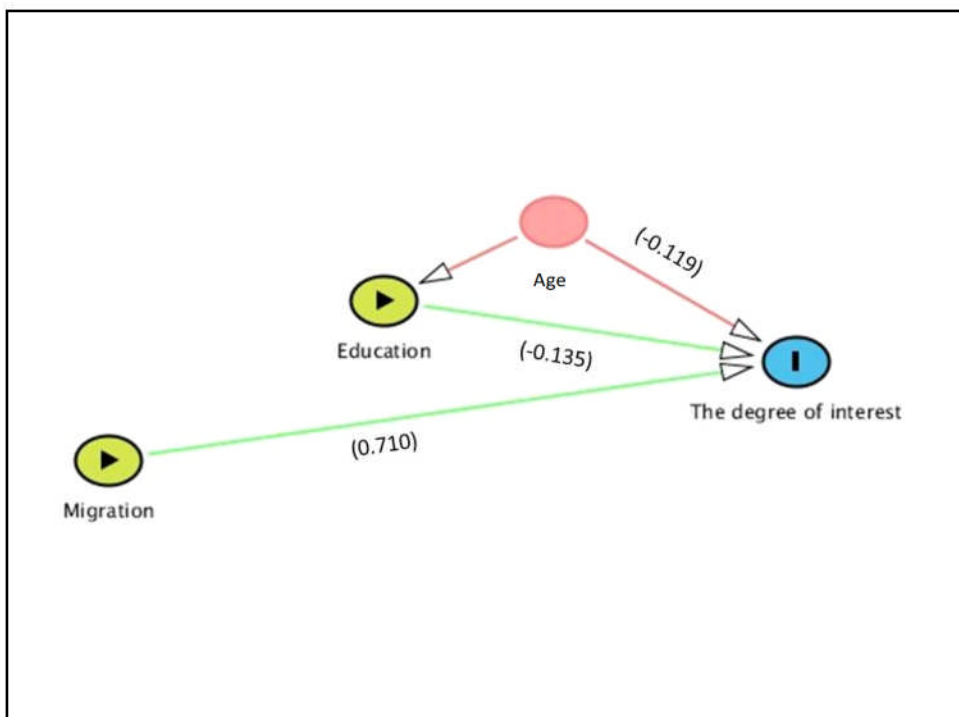 (-0.119)
Age
Education
(-0.135)
The degree of interest
(0.710)
Migration